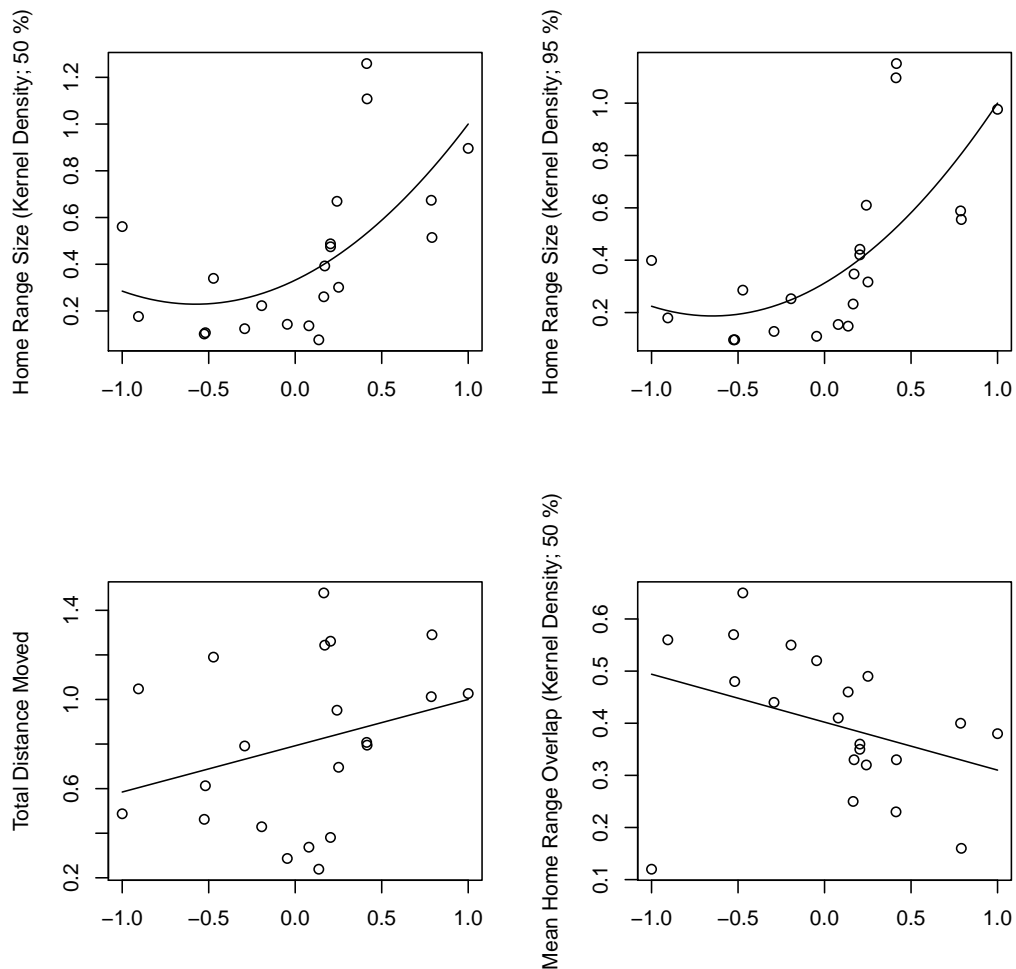 Home Range Size (Kernel Density; 50 %)
0.2 0.4 0.6 0.8 1.0 1.2
−1.0 −0.5 0.0 0.5 1.0
Home Range Size (Kernel Density; 95 %)
0.2 0.4 0.6 0.8 1.0
−1.0 −0.5 0.0 0.5 1.0
Total Distance Moved
0.2 0.6 1.0 1.4
−1.0 −0.5 0.0 0.5 1.0
Mean Home Range Overlap (Kernel Density; 50 %)
0.1 0.2 0.3 0.4 0.5 0.6
−1.0 −0.5 0.0 0.5 1.0